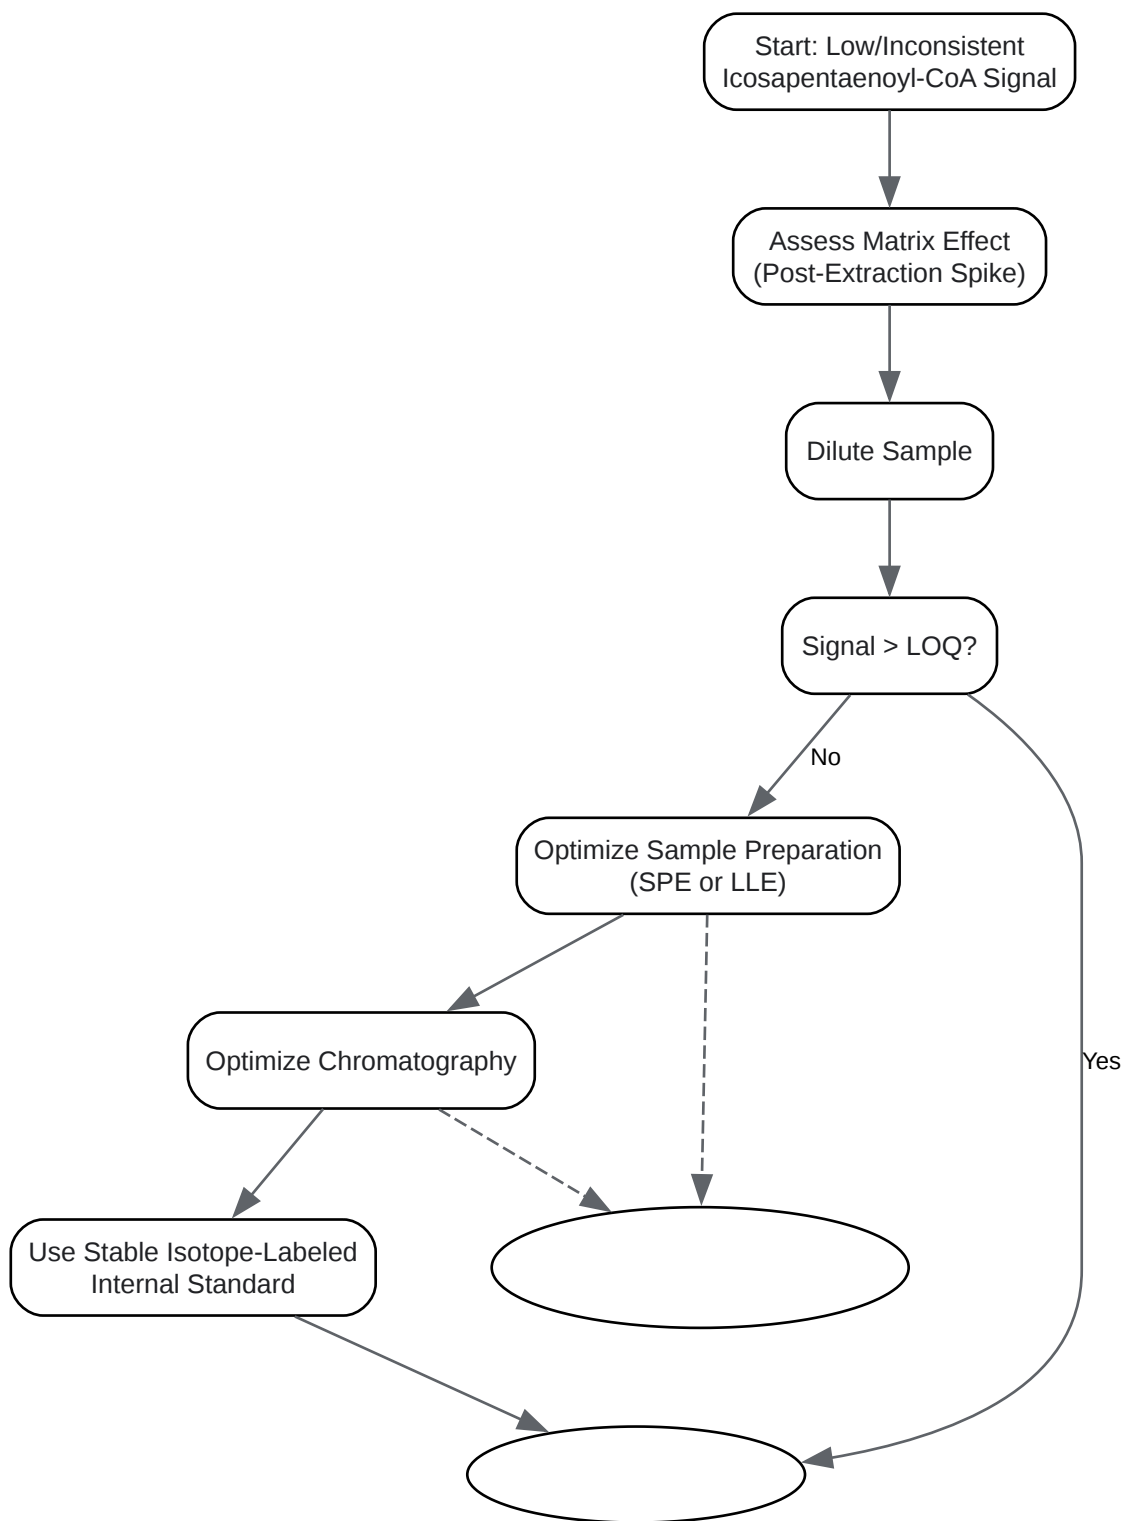 Start: Low/Inconsistent
Icosapentaenoyl-CoA Signal
Assess Matrix Effect
(Post-Extraction Spike)
Dilute Sample
Signal > LOQ?
No
Optimize Sample Preparation
(SPE or LLE)
Optimize Chromatography
Yes
Use Stable Isotope-Labeled
Internal Standard